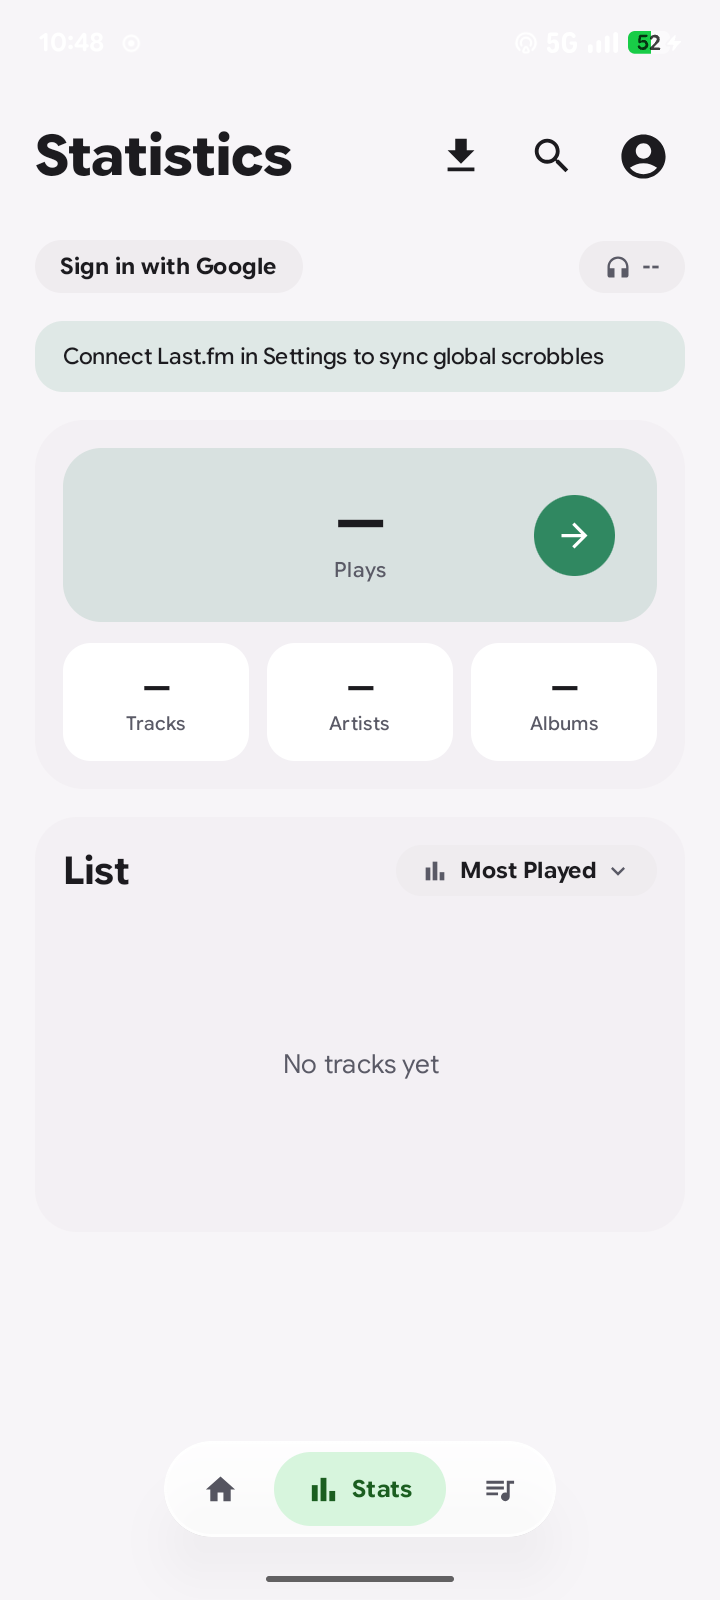 10:48
5G
52
Statistics
Sign in with Google
--
Connect Last.fm in Settings to sync global scrobbles
—
Plays
—
Tracks
—
Artists
—
Albums
List
Most Played
No tracks yet
Stats